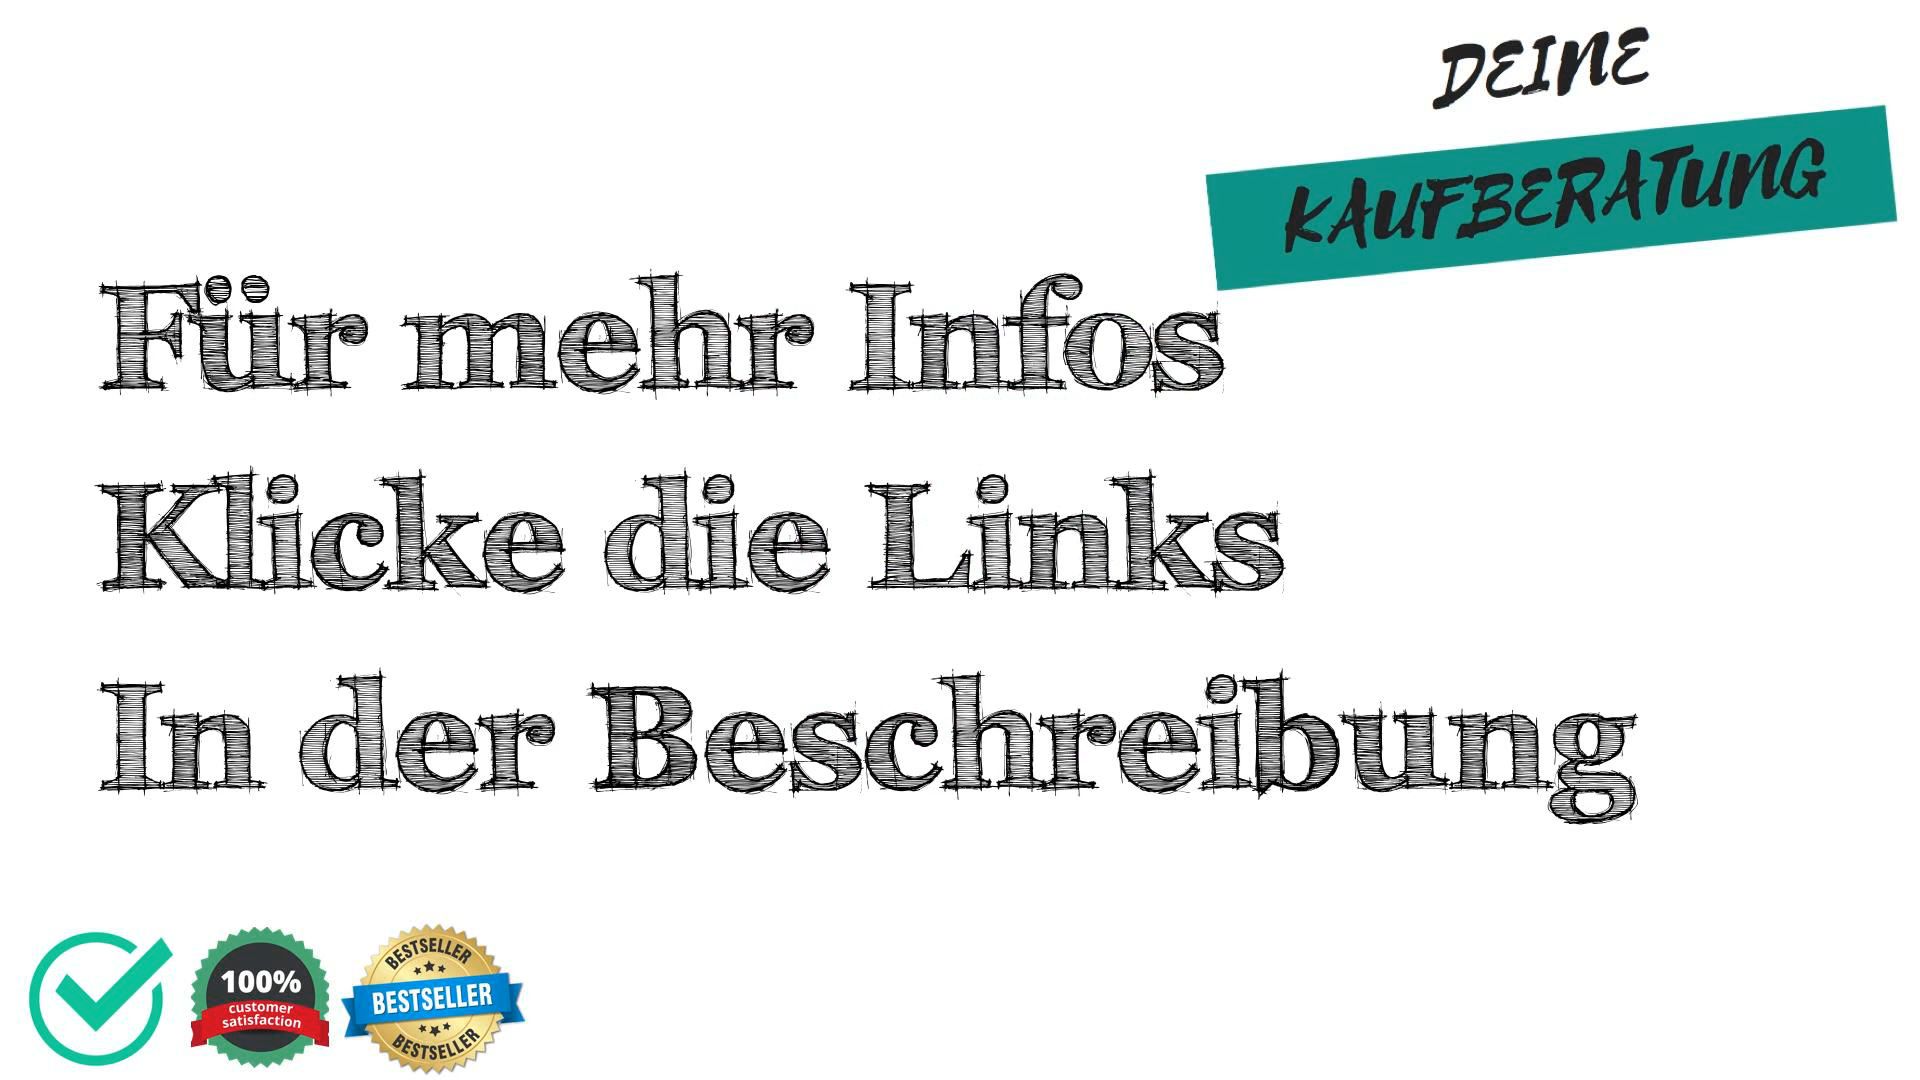 DEINE
KAUFBERATUNG
Für mehr Infos
Klicke die Links
In der Beschreibung
100%
customer
satisfaction
BESTSELLER
BESTSELLER
BESTSELLER